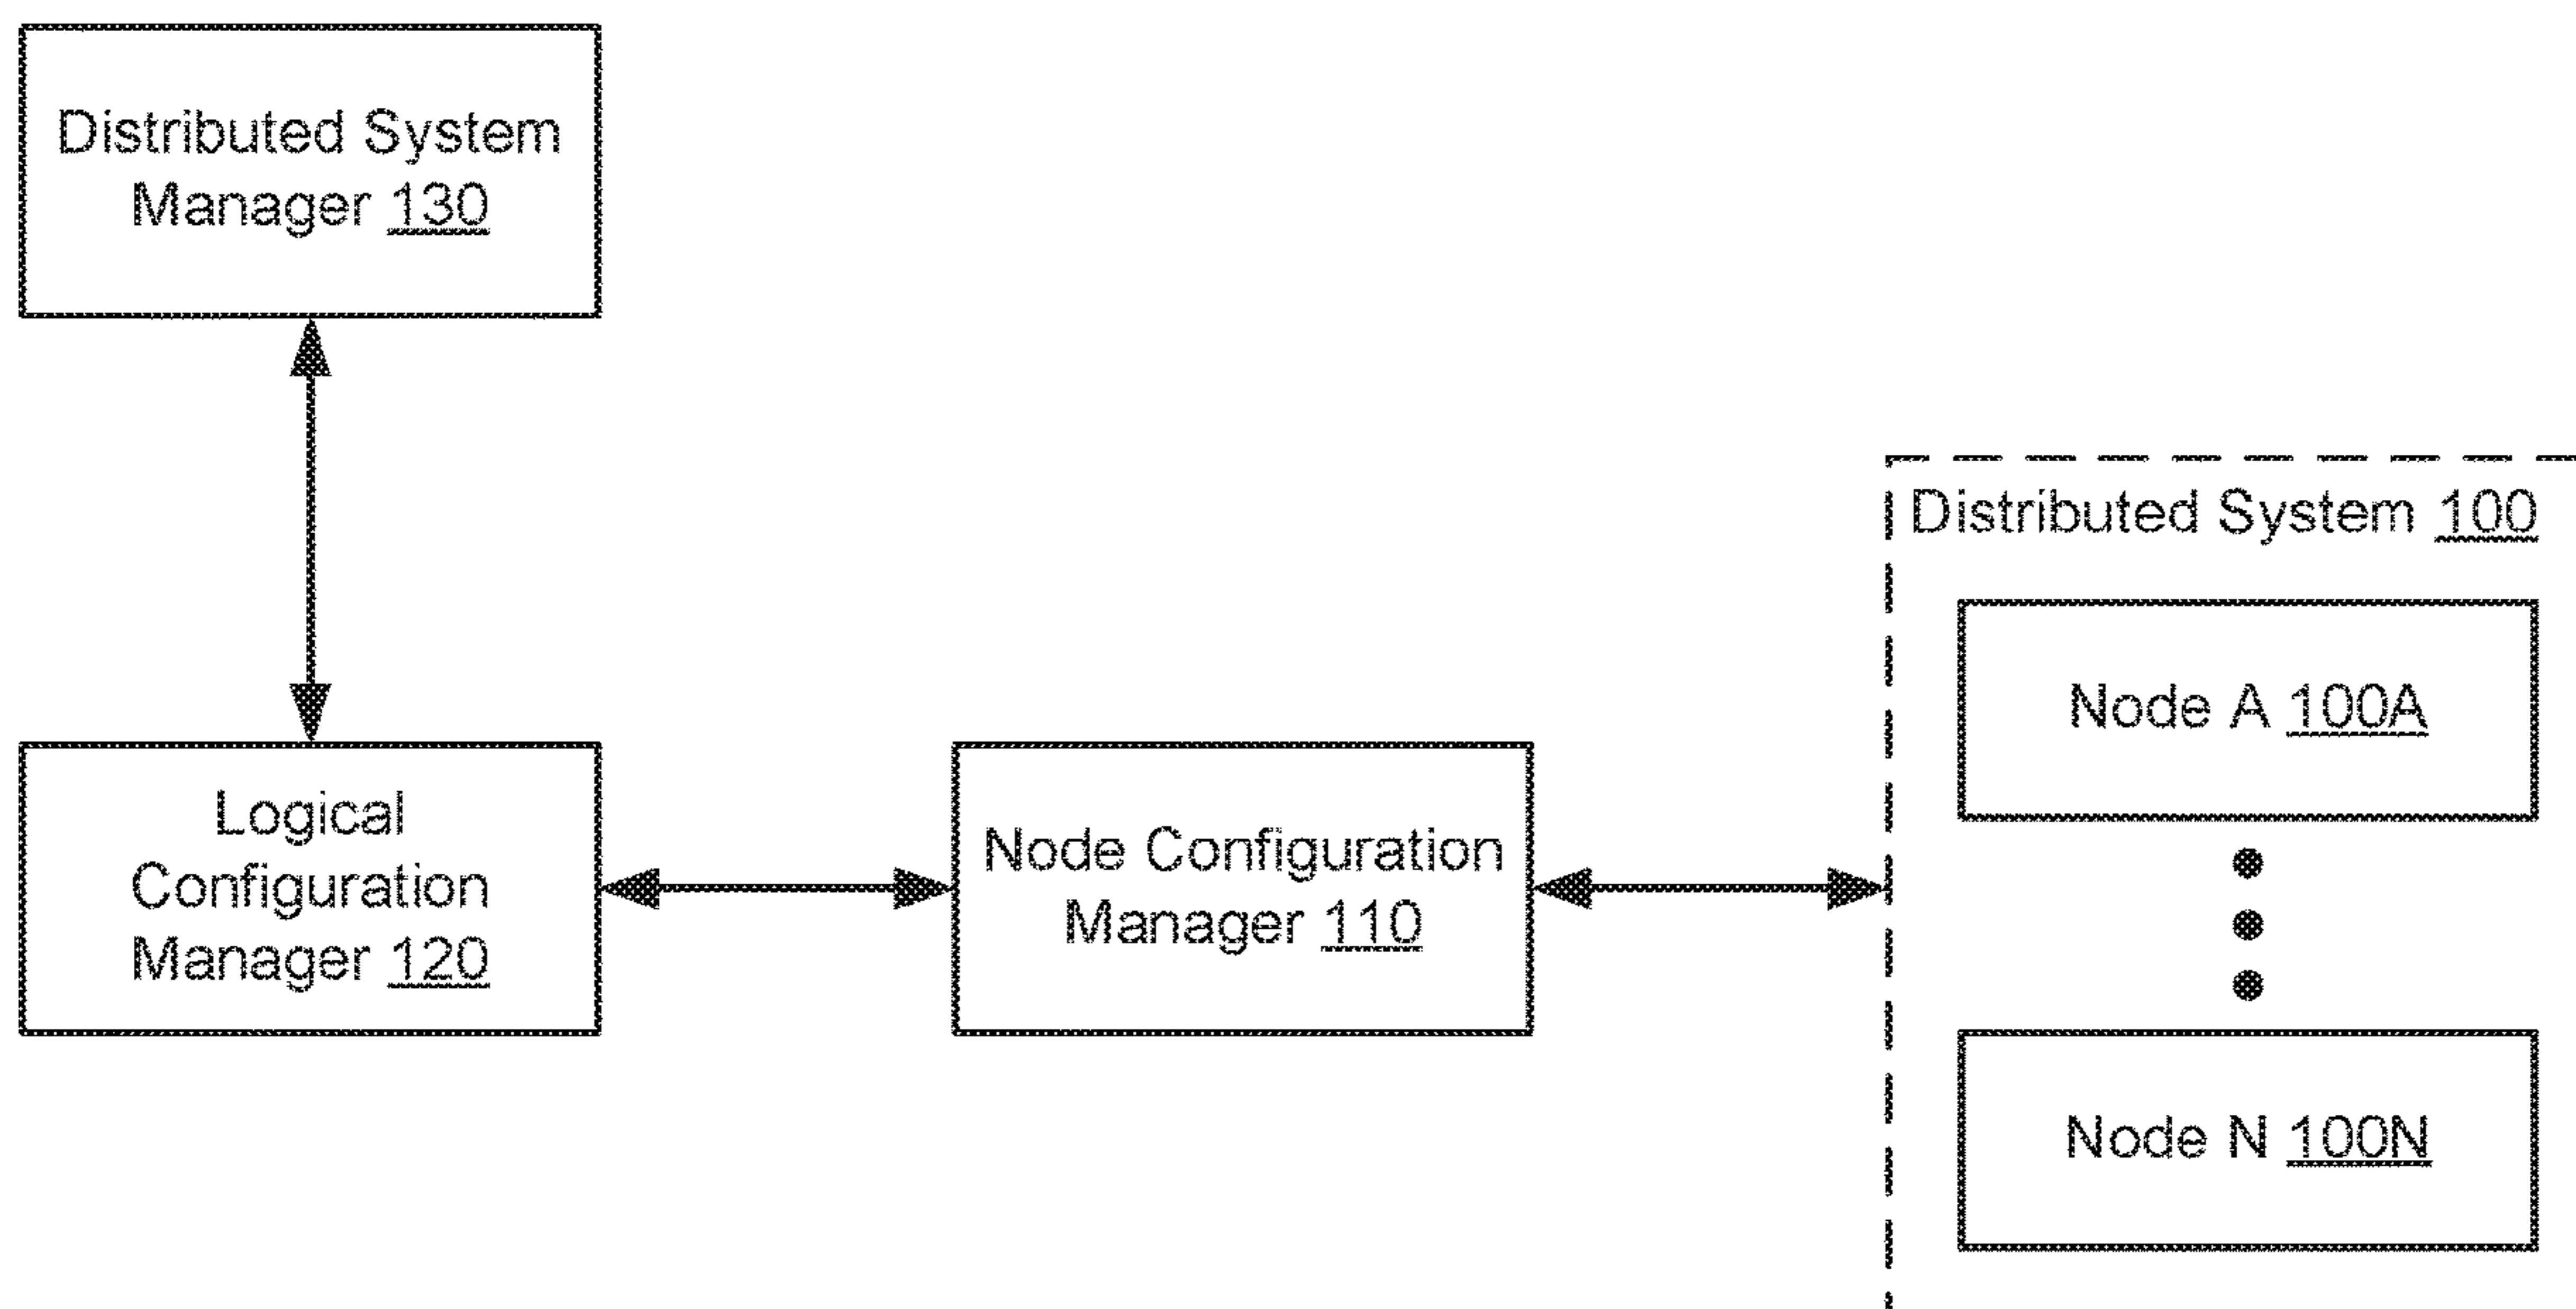 Distributed System
Manager 130
Distributed System 100
Node A 100A
Logical
Configuration
Manager 120
Node Configuration
Manager 110
Node N 100N